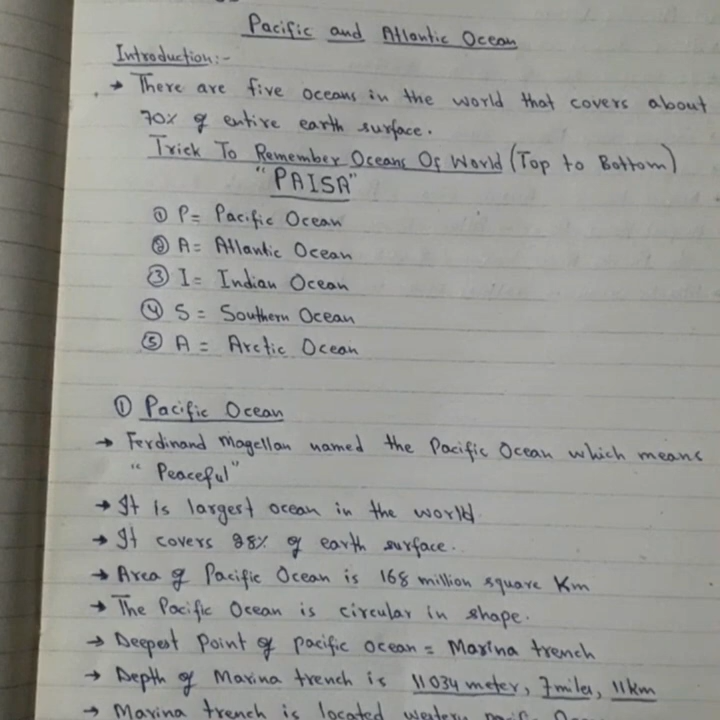 Pacific and Atlantic Ocean
Introduction:-
→ There are five oceans in the world that covers about
70% of entire earth surface.
Trick To Remember Oceans Of World (Top to Bottom)
"PAISA"
① P= Pacific Ocean
② A= Atlantic Ocean
③ I= Indian Ocean
④ S= Southern Ocean
⑤ A= Arctic Ocean
① Pacific Ocean
→ Ferdinand Magellan named the Pacific Ocean which means
"Peaceful"
→ It is largest ocean in the world
→ It covers % of earth surface.
→ Area of Pacific Ocean is 168 million square Km
→ The Pacific Ocean is circular in shape.
→ Deepest Point of pacific ocean = Marina trench
→ Depth of Marina trench is 11034 meter, 7miles, 11km
→ Marina trench is located western pacific